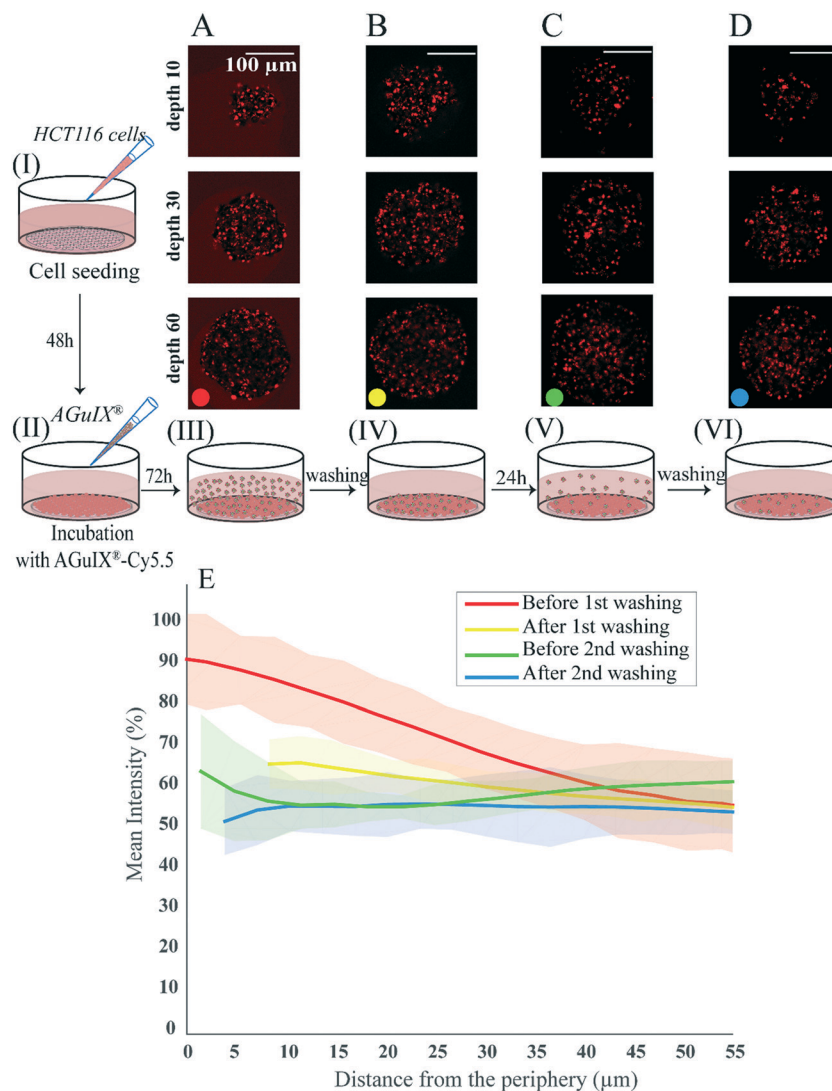 A
B
C
D
100 µm
depth 10
depth 30
depth 60
HCT116 cells
(I)
Cell seeding
48h
AGuIX®
(II)
(III)
(IV)
(V)
(VI)
72h
washing
24h
washing
Incubation
with AGuIX®-Cy5.5
E
Before 1st washing
After 1st washing
Before 2nd washing
After 2nd washing
Mean Intensity (%)
100
90
80
70
60
50
40
30
20
10
0
0 5 10 15 20 25 30 35 40 45 50 55
Distance from the periphery (µm)